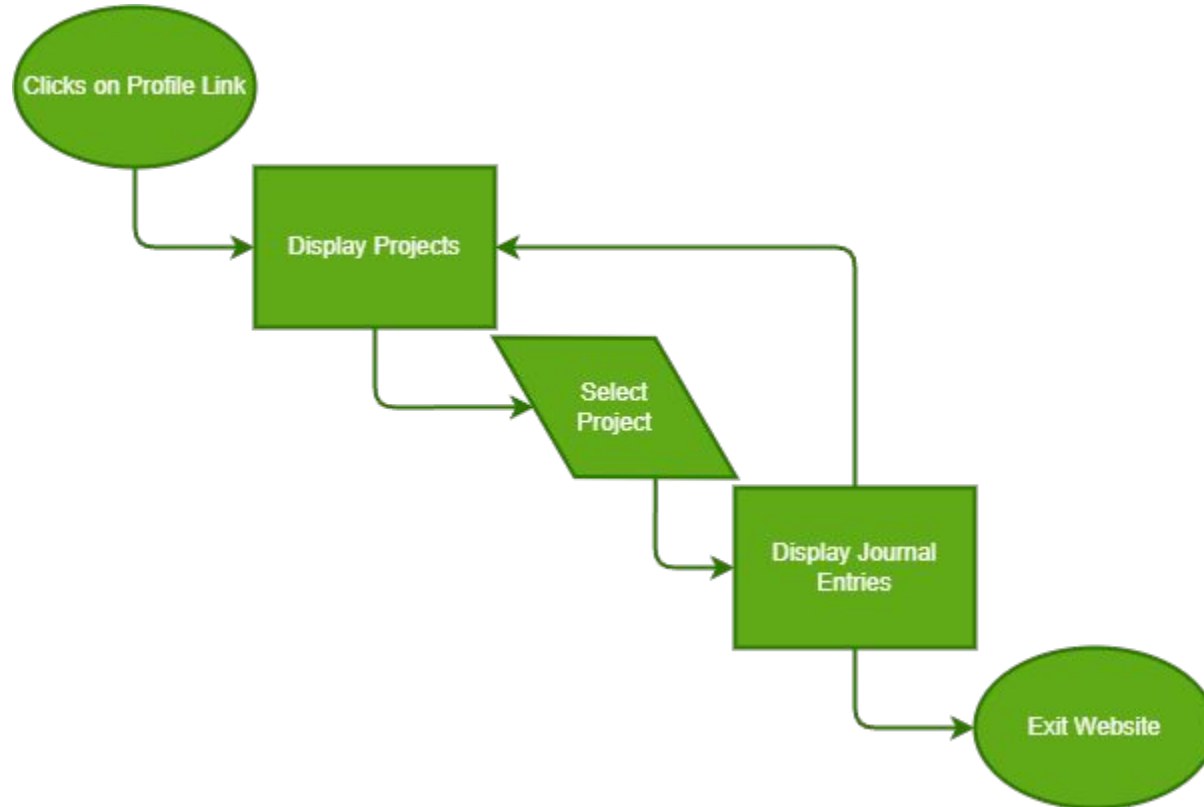 Clicks on Profile Link
Display Projects
Select
Project
Display Journal
Entries
Exit Website